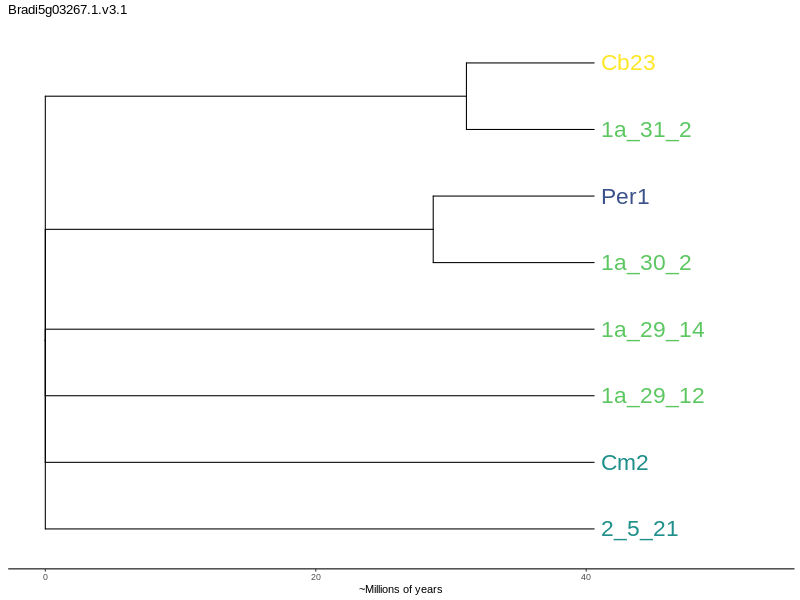 Bradi5g03267.1.v3.1
Cb23
1a_31_2
Per1
1a_30_2
1a_29_14
1a_29_12
Cm2
2_5_21
0 20 40
~Millions of years